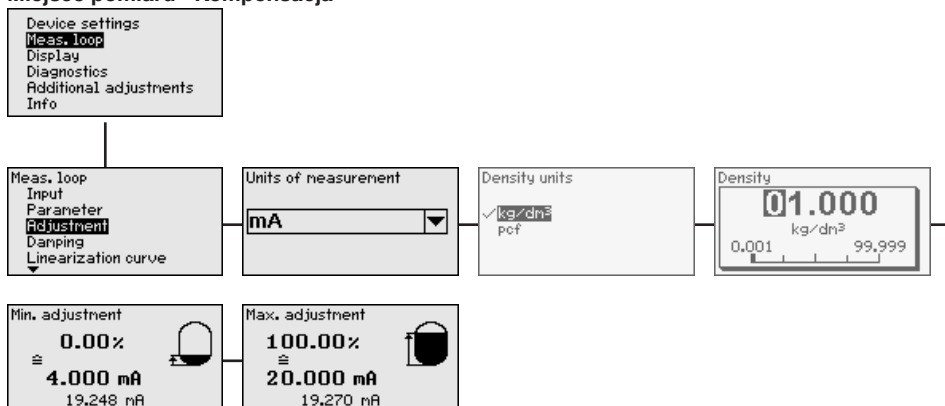 Miejsce pomiaru - Kompensacja
Device settings
Meas. loop
Display
Diagnostics
Additional adjustments
Info
Meas. loop
Input
Parameter
Adjustment
Damping
Linearization curve
Units of measurement
mA
Density units
kg/dm³
pcf
Density
01.000
kg/dm³
0.001 99.999
Min. adjustment
0.00%
≙
4.000 mA
19.248 mA
Max. adjustment
100.00%
≙
20.000 mA
19.270 mA